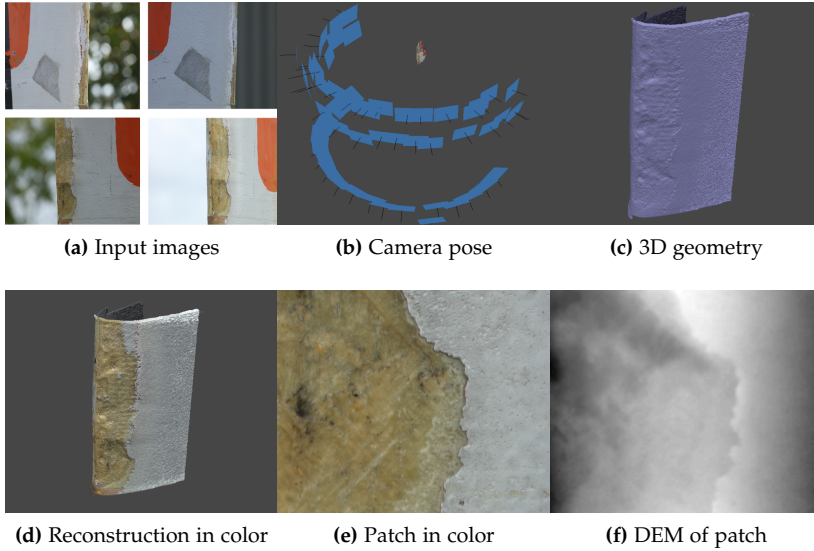 (a) Input images
(b) Camera pose
(c) 3D geometry
(d) Reconstruction in color
(e) Patch in color
(f) DEM of patch